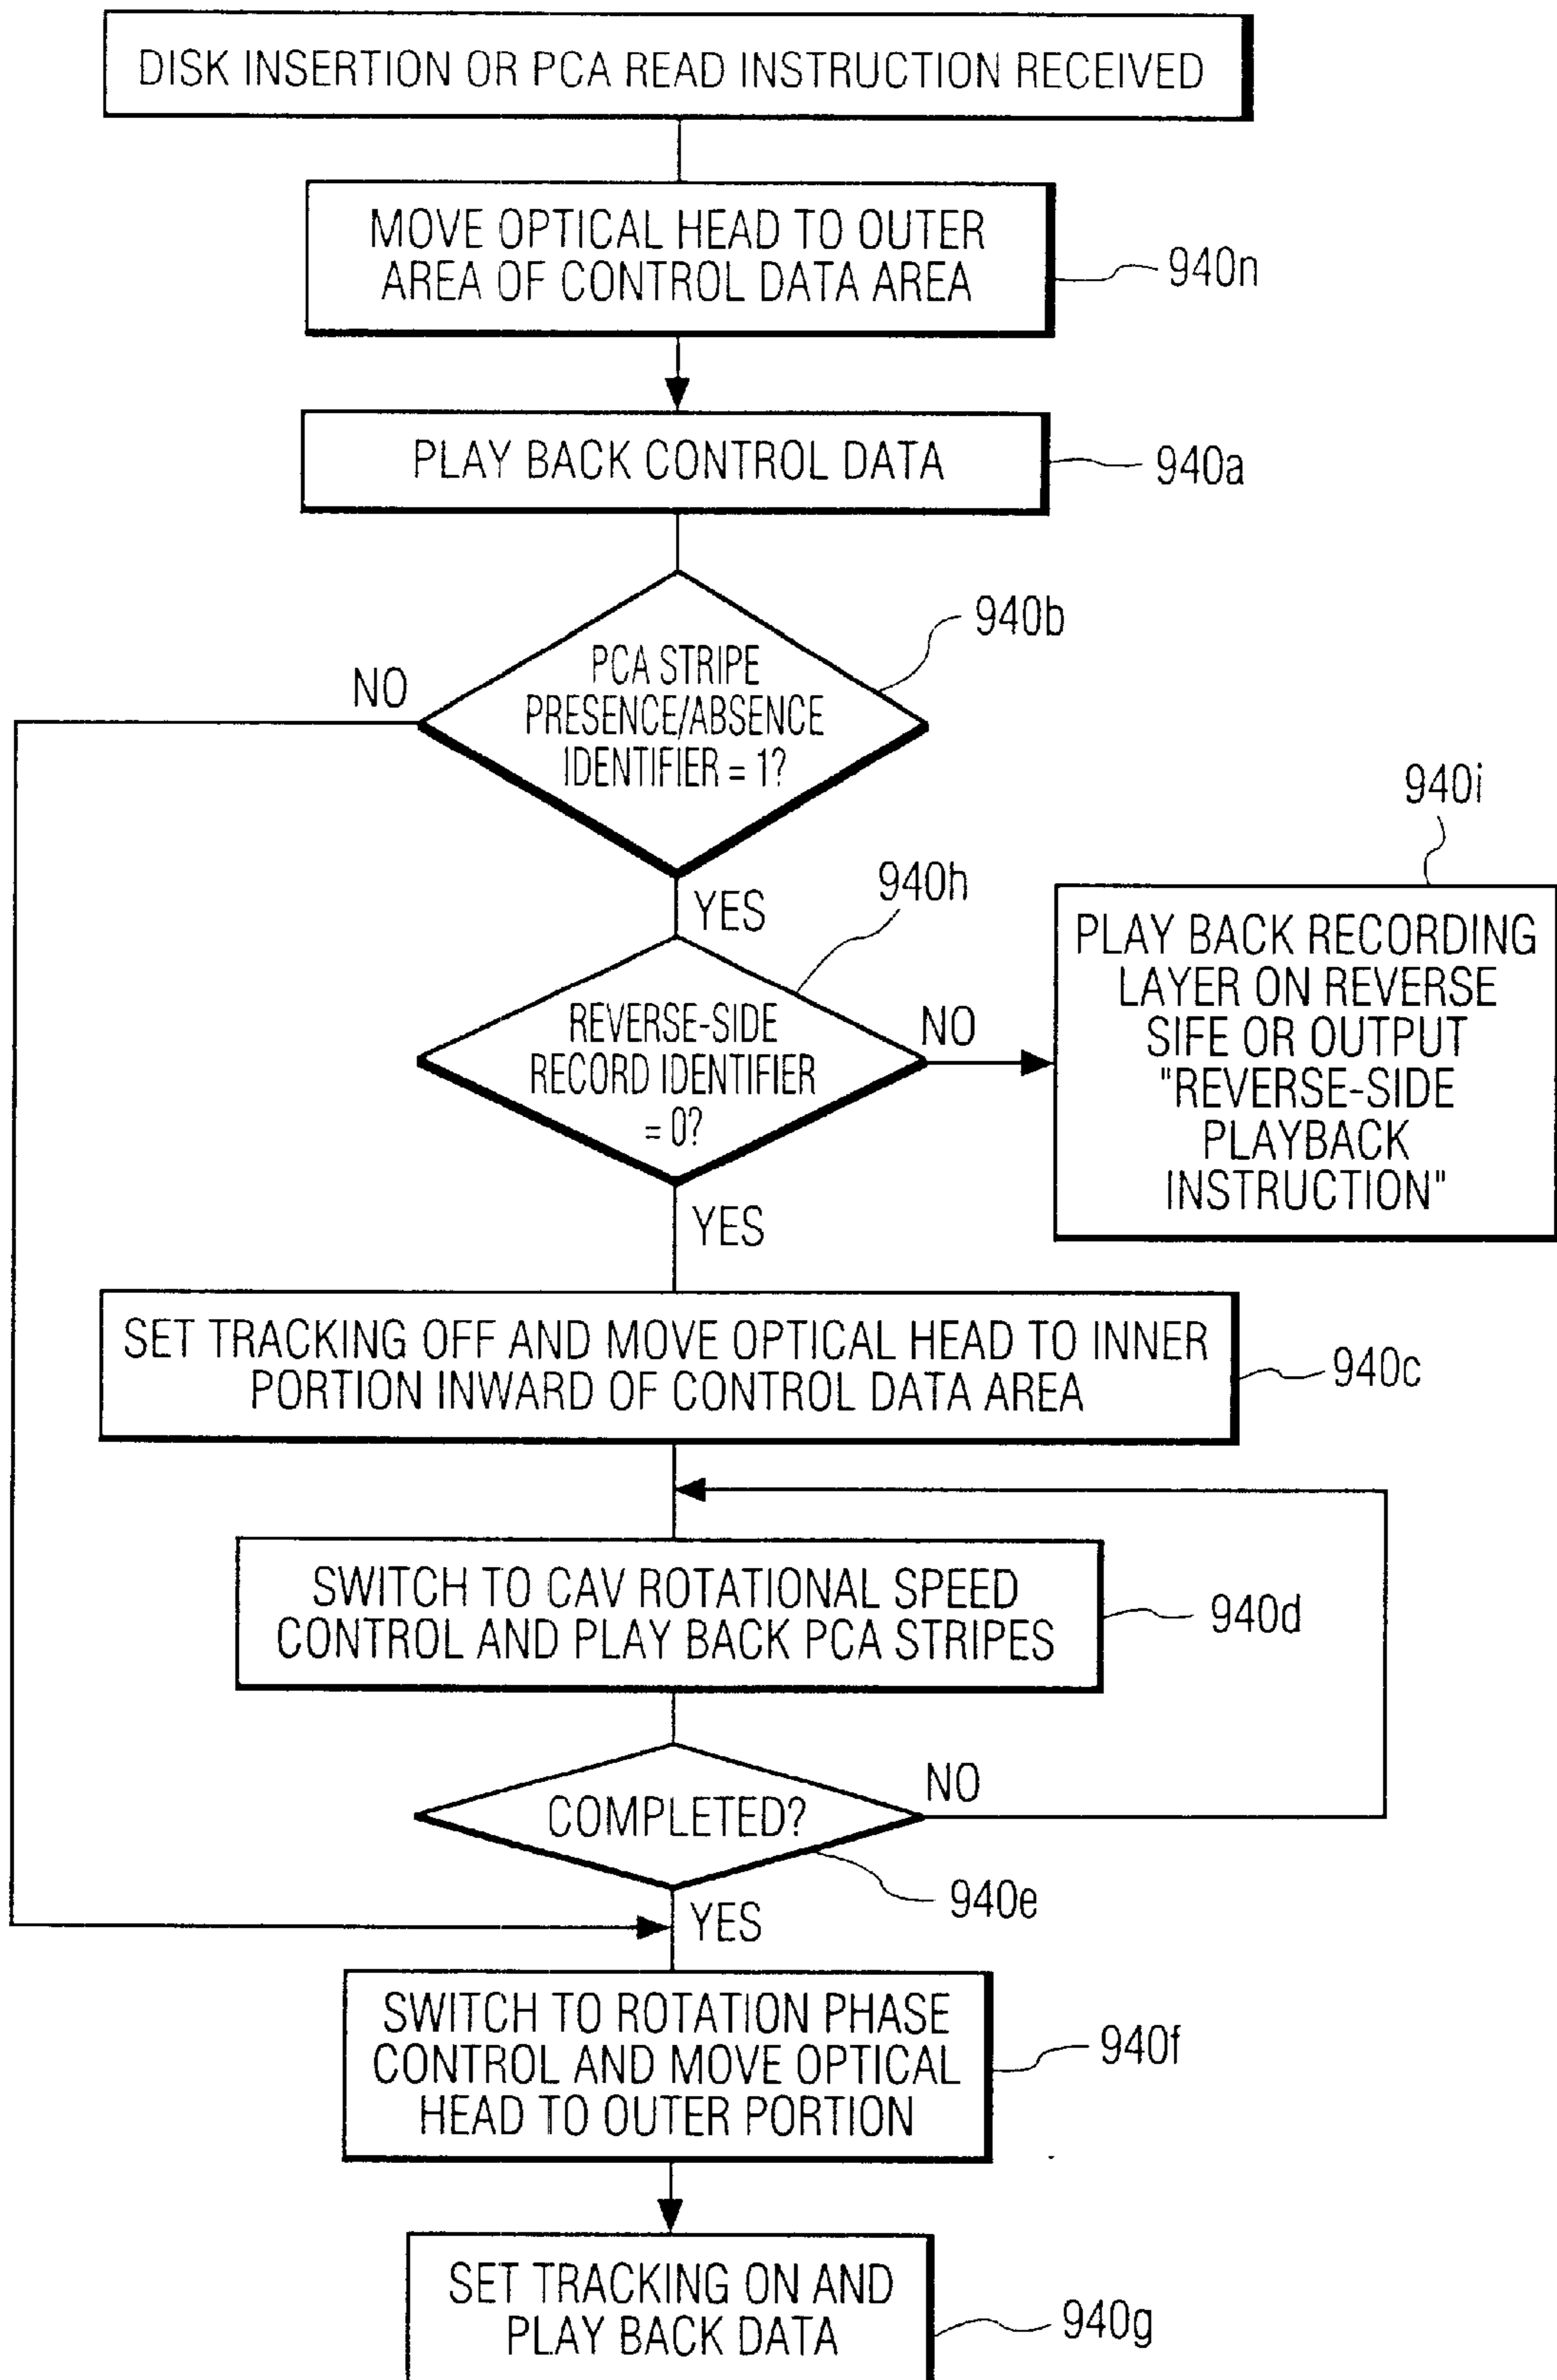 DISK INSERTION OR PCA READ INSTRUCTION RECEIVED
MOVE OPTICAL HEAD TO OUTER
AREA OF CONTROL DATA AREA
940n
PLAY BACK CONTROL DATA
940a
940b
PCA STRIPE
PRESENCE/ABSENCE
IDENTIFIER = 1?
NO
YES
940h
940i
REVERSE-SIDE
RECORD IDENTIFIER
= 0?
NO
YES
PLAY BACK RECORDING
LAYER ON REVERSE
SIFE OR OUTPUT
"REVERSE-SIDE
PLAYBACK
INSTRUCTION"
SET TRACKING OFF AND MOVE OPTICAL HEAD TO INNER
PORTION INWARD OF CONTROL DATA AREA
940c
SWITCH TO CAV ROTATIONAL SPEED
CONTROL AND PLAY BACK PCA STRIPES
940d
COMPLETED?
NO
940e
YES
SWITCH TO ROTATION PHASE
CONTROL AND MOVE OPTICAL
HEAD TO OUTER PORTION
940f
SET TRACKING ON AND
PLAY BACK DATA
940g